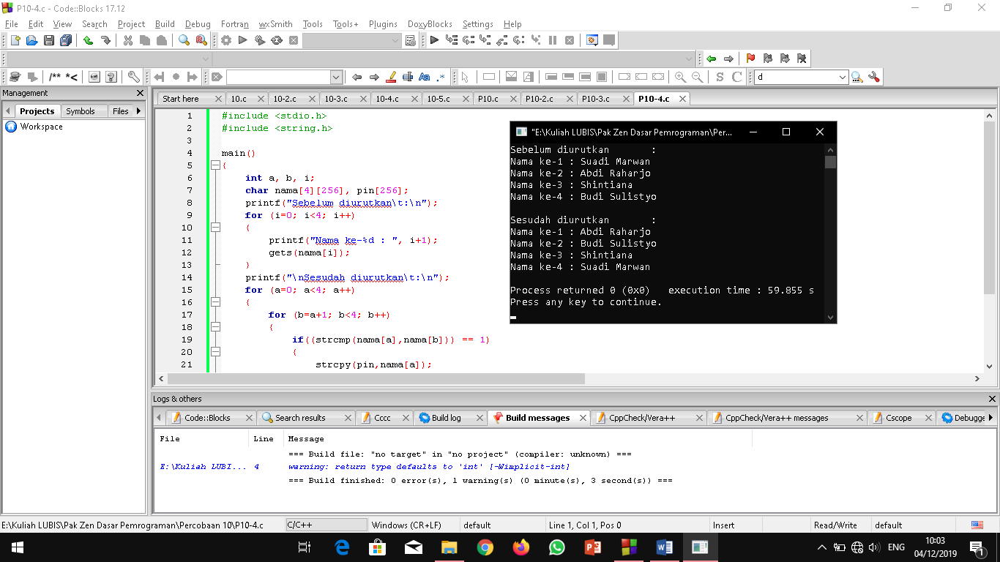 P10-4.c - Code::Blocks 17.12
File Edit View Search Project Build Debug Fortran wxSmith Tools Tools+ Plugins DoxyBlocks Settings Help
/** *<
Aa .*
S C d
Management
Projects Symbols Files
Workspace
Start here 10.c 10-2.c 10-3.c 10-4.c 10-5.c P10.c P10-2.c P10-3.c P10-4.c
1 #include <stdio.h>
2 #include <string.h>
3
4 main()
5 {
6 int a, b, i;
7 char nama[4][256], pin[256];
8 printf("Sebelum diurutkan\t:\n");
9 for (i=0; i<4; i++)
10 {
11 printf("Nama ke-%d : ", i+1);
12 gets(nama[i]);
13 }
14 printf("\nSesudah diurutkan\t:\n");
15 for (a=0; a<4; a++)
16 {
17 for (b=a+1; b<4; b++)
18 {
19 if((strcmp(nama[a],nama[b])) == 1)
20 {
21 strcpy(pin,nama[a]);
"E:\Kuliah LUBIS\Pak Zen Dasar Pemrograman\Per...
Sebelum diurutkan :
Nama ke-1 : Suadi Marwan
Nama ke-2 : Abdi Raharjo
Nama ke-3 : Shintiana
Nama ke-4 : Budi Sulistyo
Sesudah diurutkan :
Nama ke-1 : Abdi Raharjo
Nama ke-2 : Budi Sulistyo
Nama ke-3 : Shintiana
Nama ke-4 : Suadi Marwan
Process returned 0 (0x0) execution time : 59.855 s
Press any key to continue.
Logs & others
Code::Blocks Search results Cccc Build log Build messages CppCheck/Vera++ CppCheck/Vera++ messages Cscope Debugge
File Line Message
=== Build file: "no target" in "no project" (compiler: unknown) ===
E:\Kuliah LUBI... 4 warning: return type defaults to 'int' [-Wimplicit-int]
=== Build finished: 0 error(s), 1 warning(s) (0 minute(s), 3 second(s)) ===
E:\Kuliah LUBIS\Pak Zen Dasar Pemrograman\Percobaan 10\P10-4.c C/C++ Windows (CR+LF) default Line 1, Col 1, Pos 0 Insert Read/Write default
ENG 10:03
04/12/2019
1